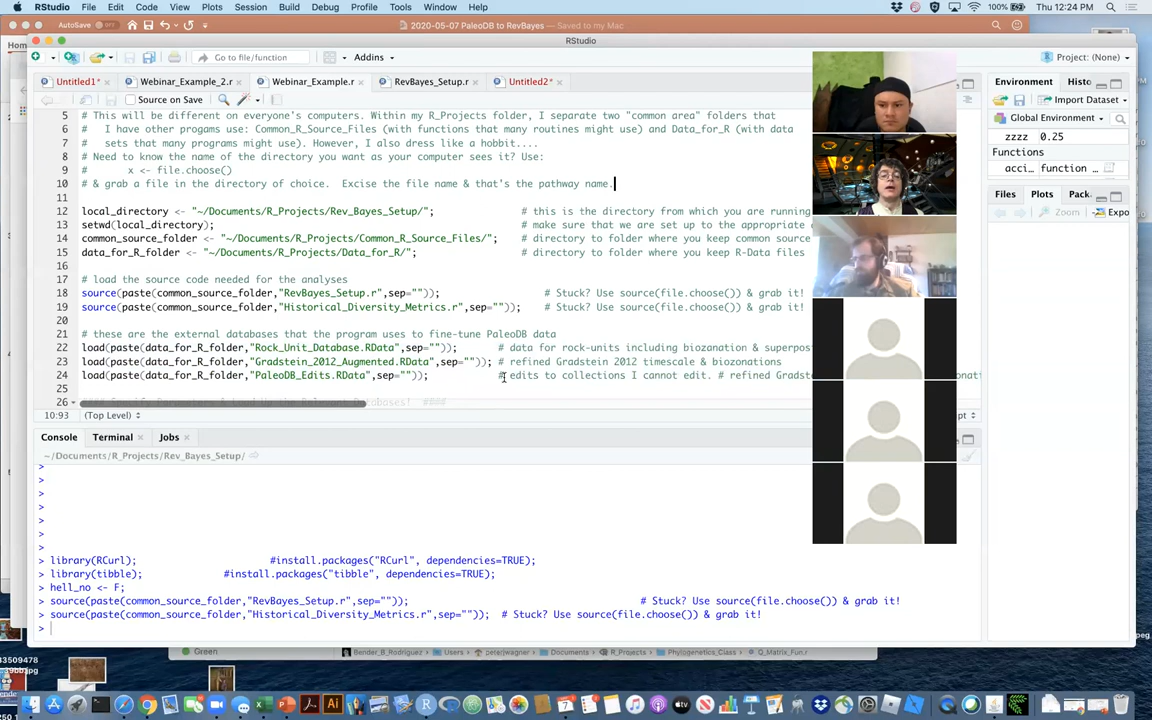 RStudio File Edit Code View Plots Session Build Debug Profile Tools Window Help 100% Thu 12:24 PM
AutoSave 2020-05-07 PaleoDB to RevBayes — Saved to my Mac
Home
RStudio
Go to file/function Addins Project: (None)
Untitled1* Webinar_Example_2.r Webinar_Example.r RevBayes_Setup.r Untitled2* Environment Histo
Source on Save Import Dataset
5 # This will be different on everyone's computers. Within my R_Projects folder, I separate two "common area" folders that
Global Environment
6 # I have other progams use: Common_R_Source_Files (with functions that many routines might use) and Data_for_R (with data
zzzz 0.25
7 # sets that many programs might use). However, I also dress like a hobbit....
Functions
8 # Need to know the name of the directory you want as your computer sees it? Use:
9 # x <- file.choose()
acci… function
10 # & grab a file in the directory of choice. Excise the file name & that's the pathway name.
Files Plots Pack
11
12 local_directory <- "~/Documents/R_Projects/Rev_Bayes_Setup/"; # this is the directory from which you are running
Zoom Expo
13 setwd(local_directory); # make sure that we are set up to the appropriate
14 common_source_folder <- "~/Documents/R_Projects/Common_R_Source_Files/"; # directory to folder where you keep common source
15 data_for_R_folder <- "~/Documents/R_Projects/Data_for_R/"; # directory to folder where you keep R-Data files
16
17 # load the source code needed for the analyses
18 source(paste(common_source_folder,"RevBayes_Setup.r",sep="")); # Stuck? Use source(file.choose()) & grab it!
19 source(paste(common_source_folder,"Historical_Diversity_Metrics.r",sep="")); # Stuck? Use source(file.choose()) & grab it!
20
21 # these are the external databases that the program uses to fine-tune PaleoDB data
22 load(paste(data_for_R_folder,"Rock_Unit_Database.RData",sep="")); # data for rock-units including biozanation & superpos
23 load(paste(data_for_R_folder,"Gradstein_2012_Augmented.RData",sep="")); # refined Gradstein 2012 timescale & biozonations
24 load(paste(data_for_R_folder,"PaleoDB_Edits.RData",sep="")); # edits to collections I cannot edit. # refined Gradste
25
26
10:93 (Top Level)
Console Terminal Jobs
~/Documents/R_Projects/Rev_Bayes_Setup/
>
>
>
>
>
>
>
> library(RCurl); #install.packages("RCurl", dependencies=TRUE);
> library(tibble); #install.packages("tibble", dependencies=TRUE);
> hell_no <- F;
> source(paste(common_source_folder,"RevBayes_Setup.r",sep="")); # Stuck? Use source(file.choose()) & grab it!
> source(paste(common_source_folder,"Historical_Diversity_Metrics.r",sep="")); # Stuck? Use source(file.choose()) & grab it!
>
Green Bender_B_Rodriguez Users peterjwagner Documents R_Projects Phylogenetics_Class Q_Matrix_Fun.r